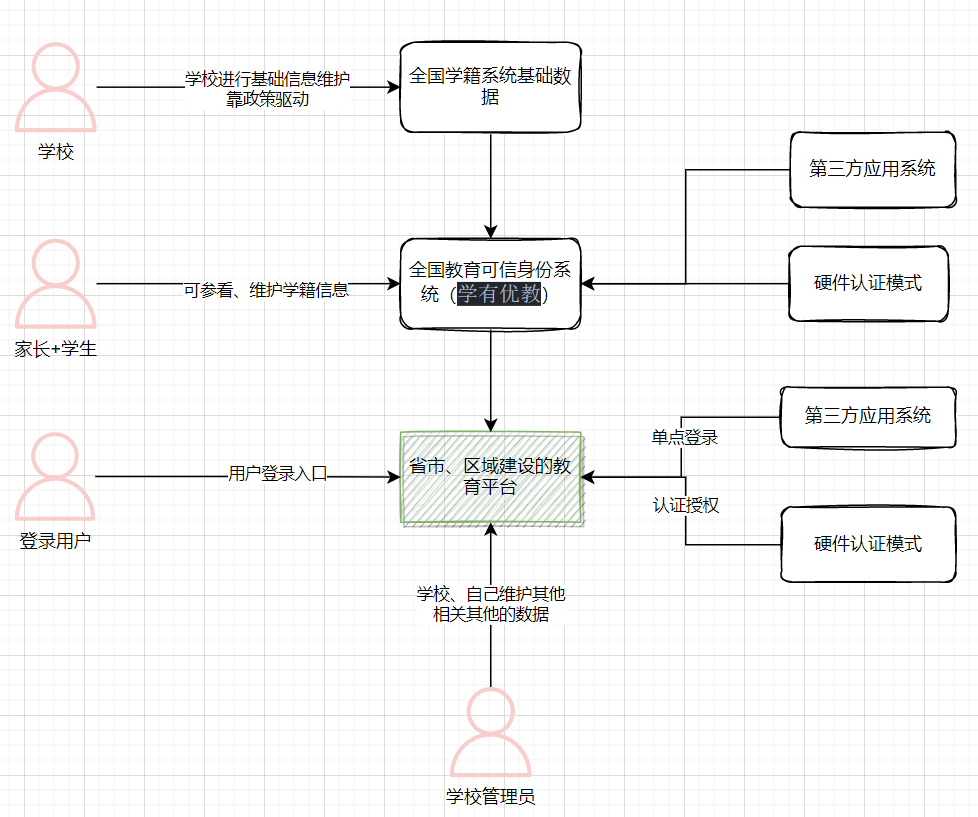 学校进行基础信息维护
靠政策驱动
全国学籍系统基础数
据
学校
第三方应用系统
全国教育可信身份系
统（学有优教）
可参看、维护学籍信息
硬件认证模式
家长+学生
第三方应用系统
单点登录
省市、区域建设的教
育平台
用户登录入口
认证授权
登录用户
硬件认证模式
学校、自己维护其他
相关其他的数据
学校管理员